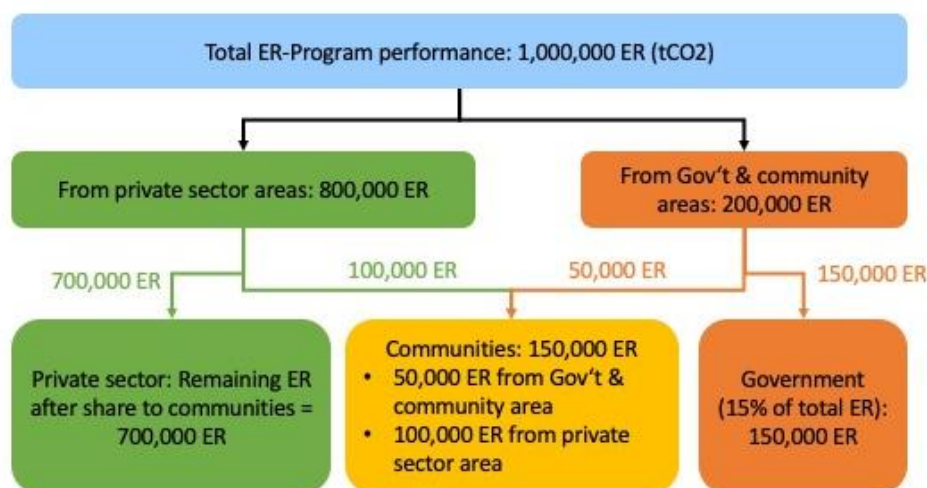 Total ER-Program performance: 1,000,000 ER (tCO2)
From private sector areas: 800,000 ER
From Gov‘t & community
areas: 200,000 ER
700,000 ER
100,000 ER
50,000 ER
150,000 ER
Private sector: Remaining ER
after share to communities =
700,000 ER
Communities: 150,000 ER
• 50,000 ER from Gov‘t &
community area
• 100,000 ER from private
sector area
Government
(15% of total ER):
150,000 ER